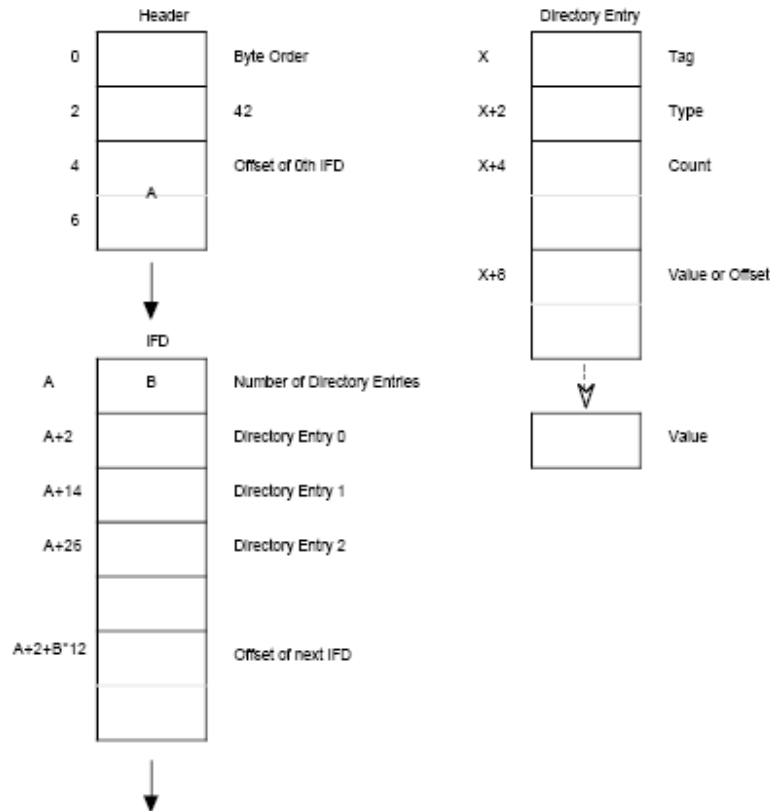 Header
0 Byte Order
2 42
4 Offset of 0th IFD
A
6
IFD
A B Number of Directory Entries
A+2 Directory Entry 0
A+14 Directory Entry 1
A+26 Directory Entry 2
A+2+B*12 Offset of next IFD
Directory Entry
X Tag
X+2 Type
X+4 Count
X+8 Value or Offset
Value